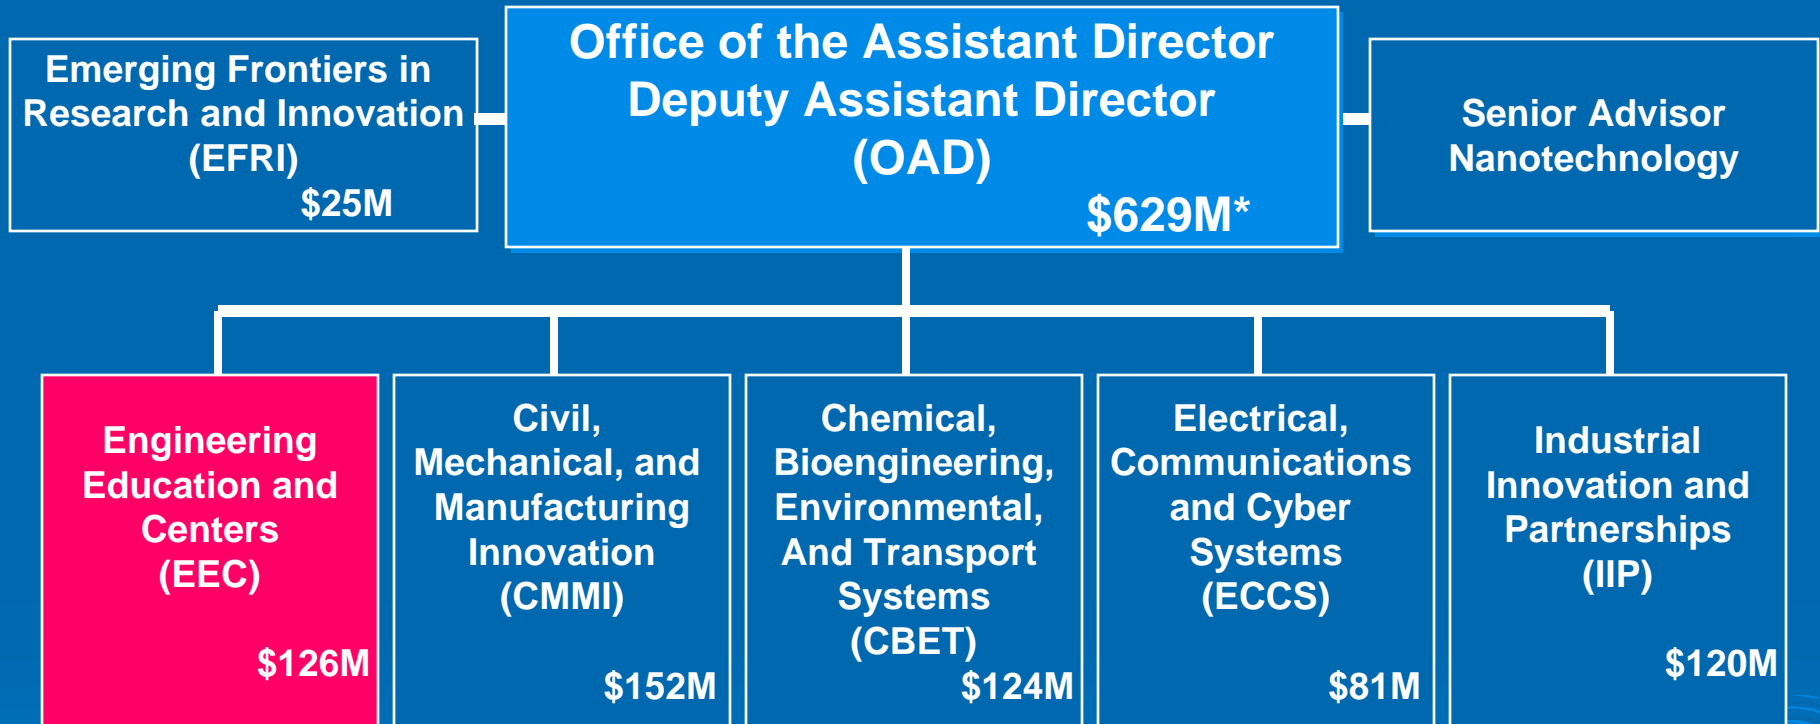 Emerging Frontiers in
Research and Innovation
(EFRI)
$25M
Office of the Assistant Director
Deputy Assistant Director
(OAD)
$629M*
Senior Advisor
Nanotechnology
Engineering
Education and
Centers
(EEC)
$126M
Civil,
Mechanical, and
Manufacturing
Innovation
(CMMI)
$152M
Chemical,
Bioengineering,
Environmental,
And Transport
Systems
(CBET)
$124M
Electrical,
Communications
and Cyber
Systems
(ECCS)
$81M
Industrial
Innovation and
Partnerships
(IIP)
$120M